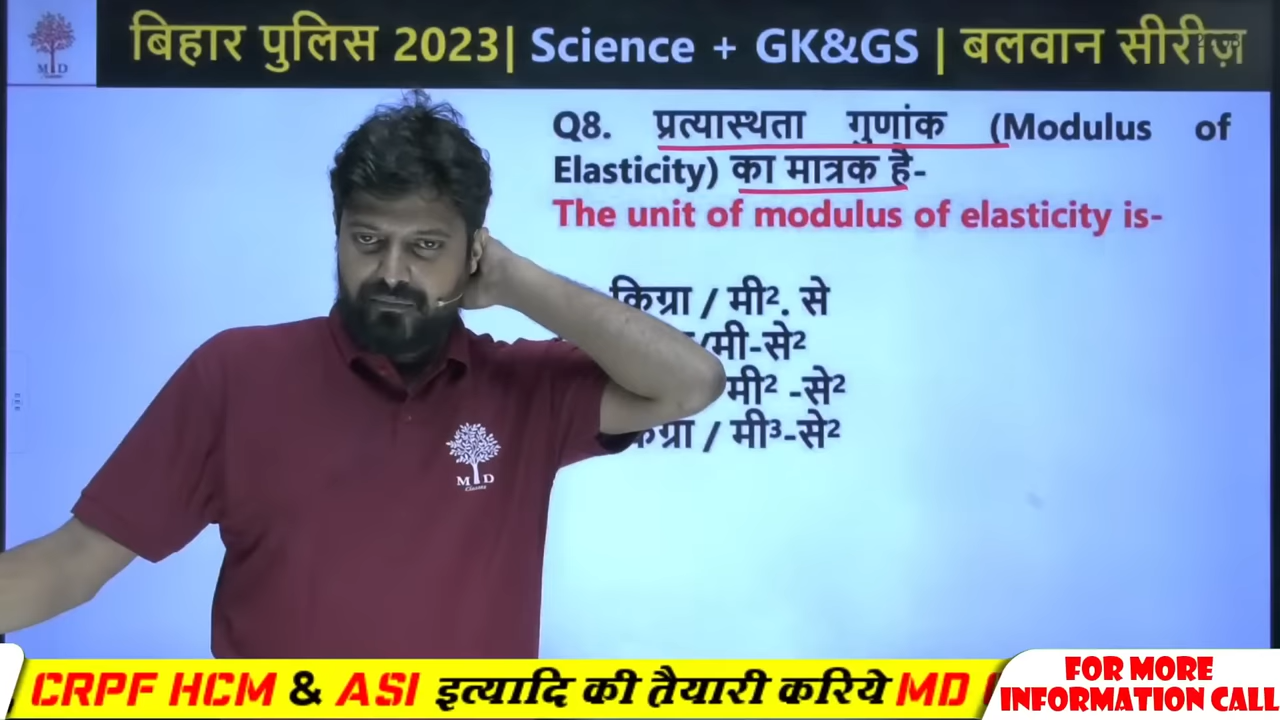 बिहार पुलिस 2023| Science + GK&GS | बलवान सीरीज़
M D
Q8. प्रत्यास्थता गुणांक (Modulus of
Elasticity) का मात्रक है-
The unit of modulus of elasticity is-
किग्रा / मी². से
/मी-से²
मी² -से²
किग्रा / मी³-से²
M D
Classes
CRPF HCM & ASI इत्यादि की तैयारी करिये MD
FOR MORE
INFORMATION CALL